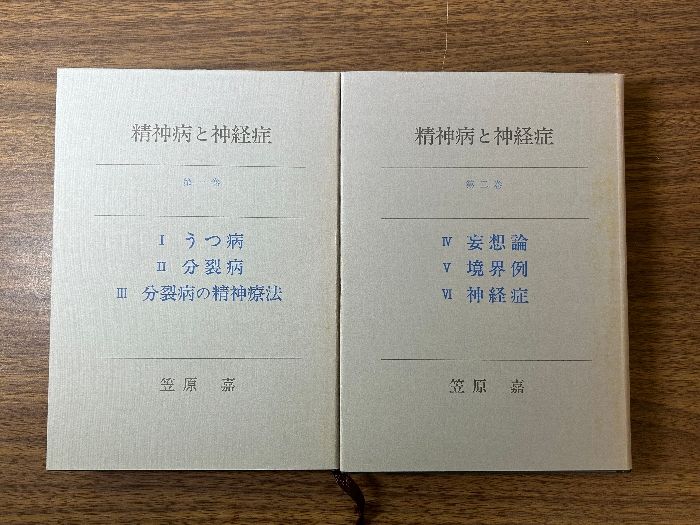 精神病と神経症
第一巻
Ⅰ うつ病
Ⅱ 分裂病
Ⅲ 分裂病の精神療法
笠原 嘉
精神病と神経症
第二巻
Ⅳ 妄想論
Ⅴ 境界例
Ⅵ 神経症
笠原 嘉